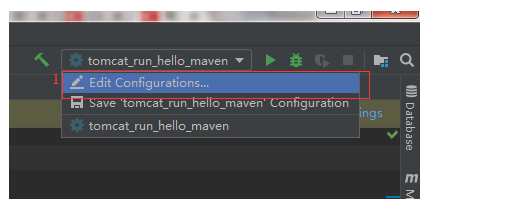 tomcat_run_hello_maven
1
Edit Configurations...
Save 'tomcat_run_hello_maven' Configuration
ings
tomcat_run_hello_maven
Database
m